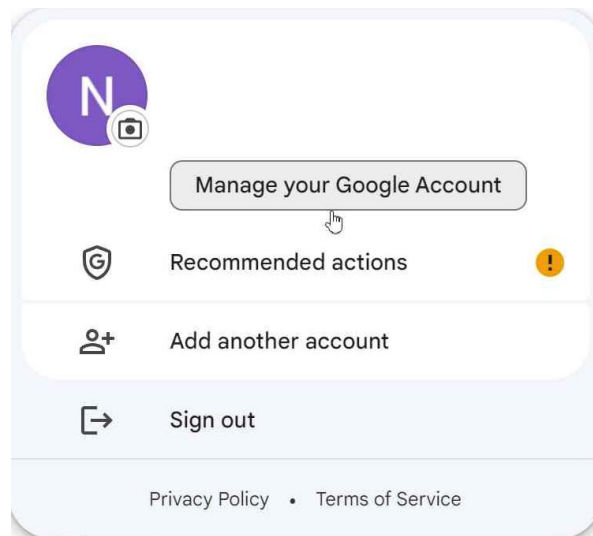 N
Manage your Google Account
G
Recommended actions
!
Add another account
Sign out
Privacy Policy • Terms of Service